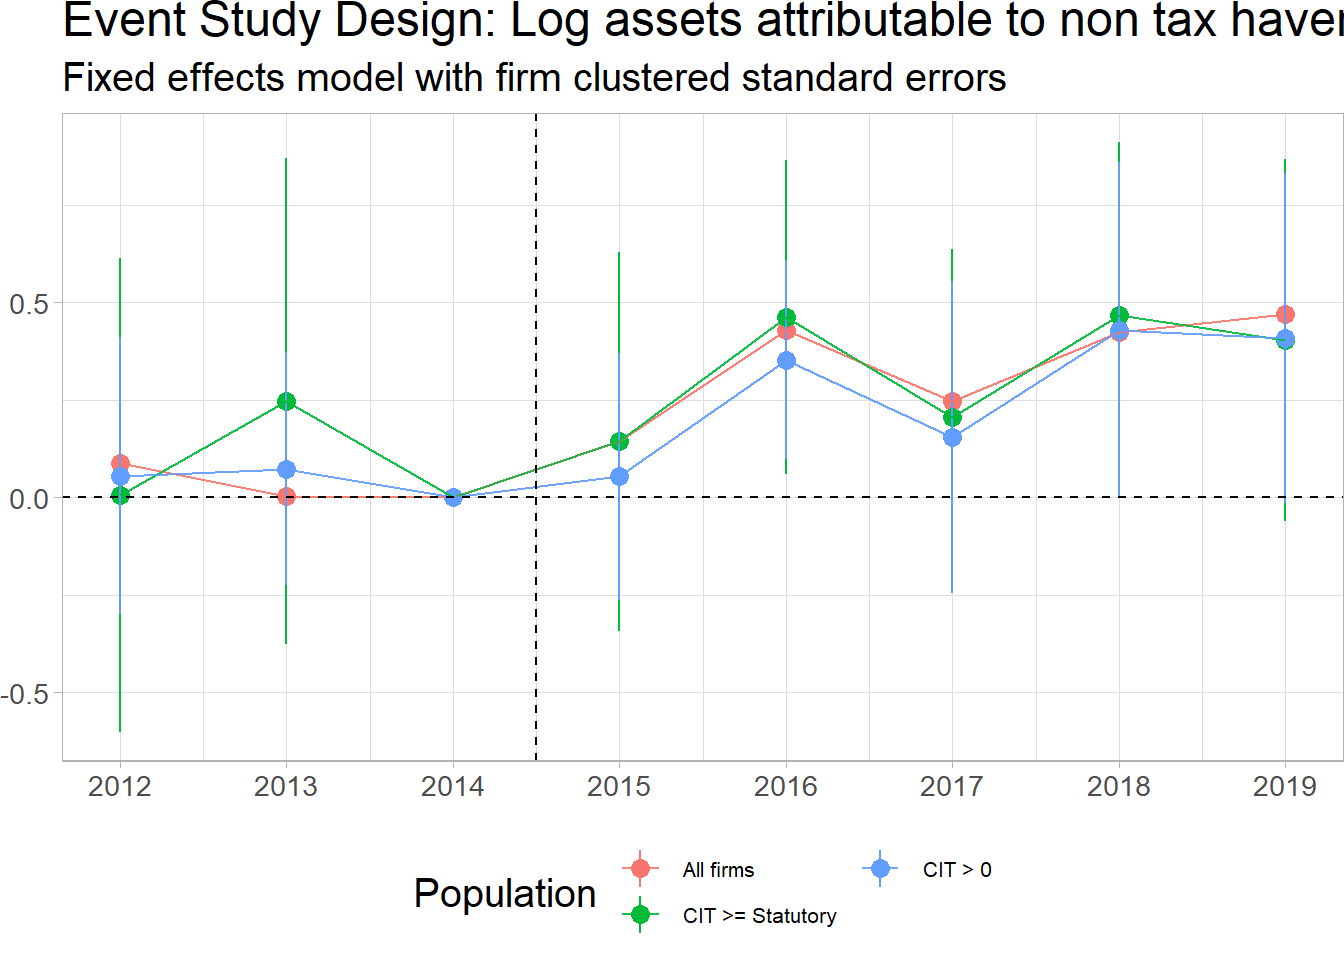 Event Study Design: Log assets attributable to non tax haven
Fixed effects model with firm clustered standard errors
0.5
0.0
-0.5
2012 2013 2014 2015 2016 2017 2018 2019
Population
All firms
CIT >= Statutory
CIT > 0